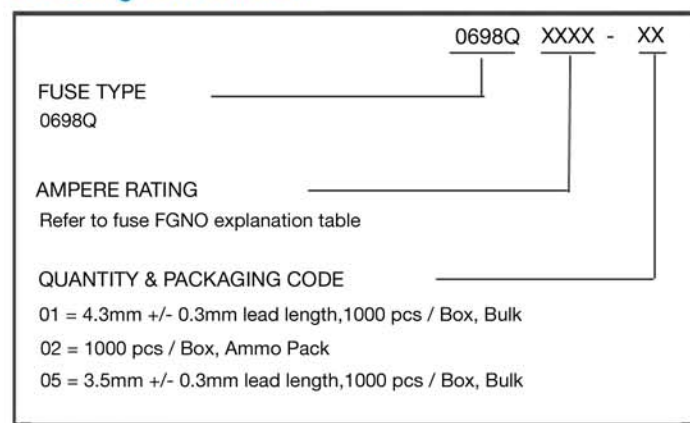 0698Q XXXX - XX
FUSE TYPE
0698Q
AMPERE RATING
Refer to fuse FGNO explanation table
QUANTITY & PACKAGING CODE
01 = 4.3mm +/- 0.3mm lead length,1000 pcs / Box, Bulk
02 = 1000 pcs / Box, Ammo Pack
05 = 3.5mm +/- 0.3mm lead length,1000 pcs / Box, Bulk